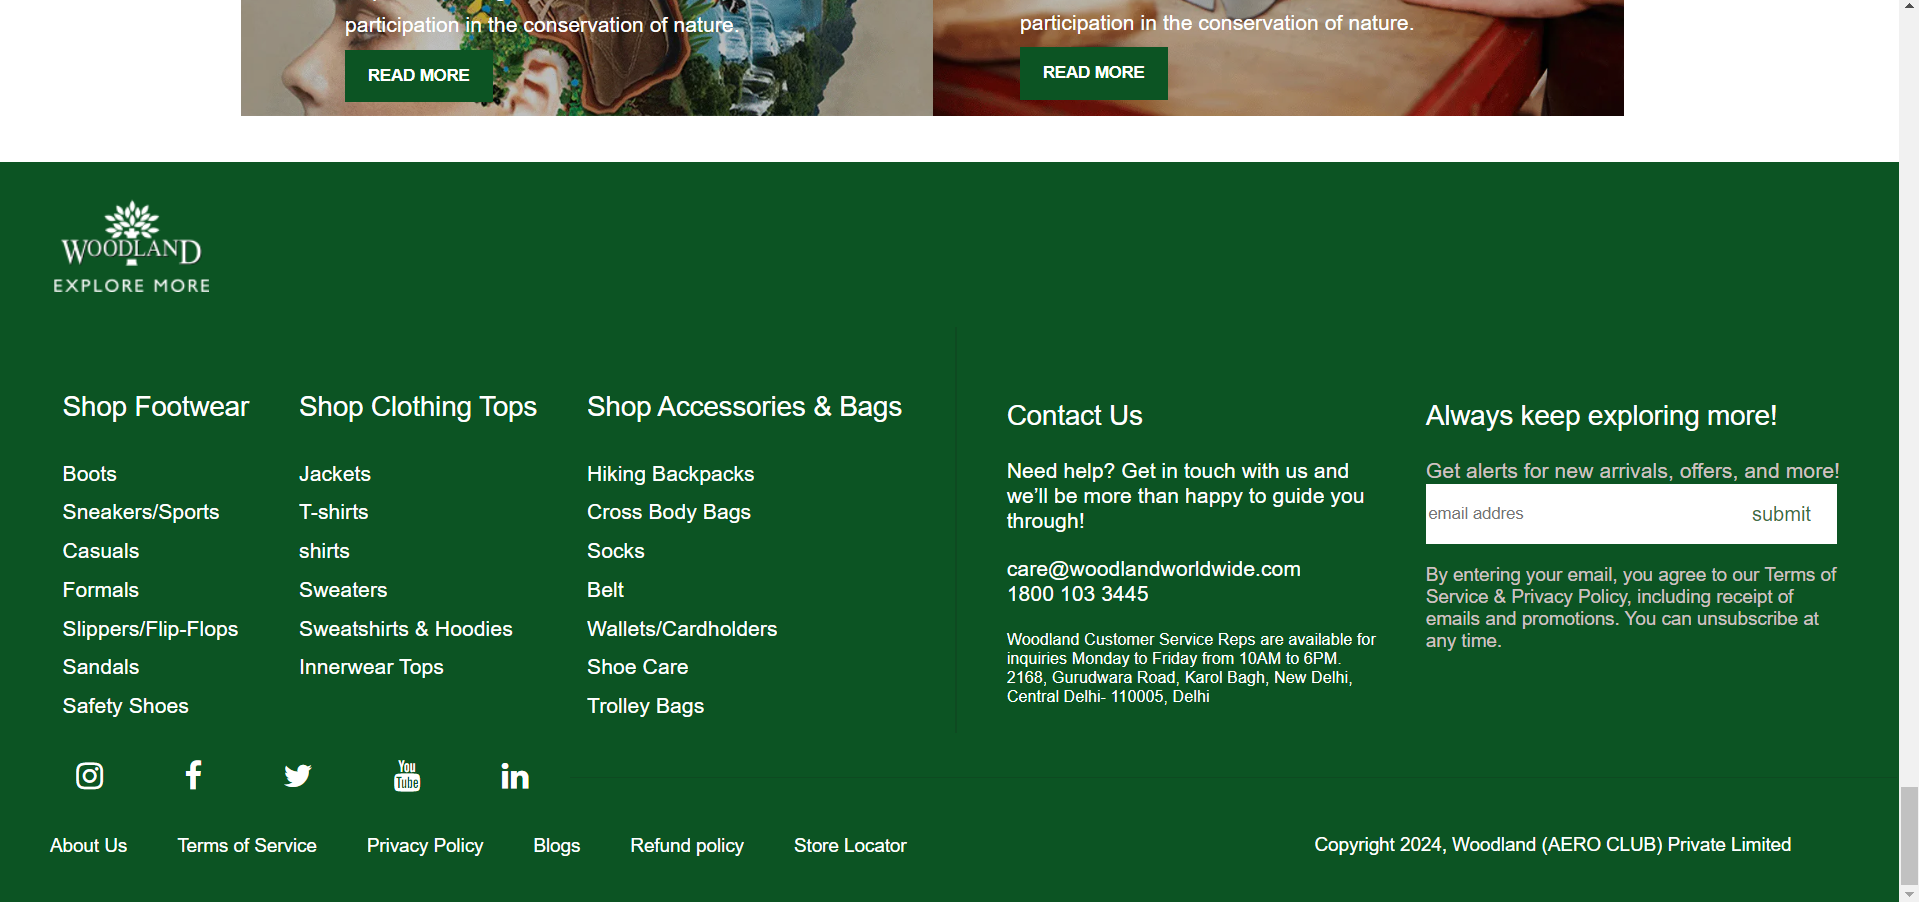 participation in the conservation of nature.
READ MORE
participation in the conservation of nature.
READ MORE
WOODLAND
EXPLORE MORE
Shop Footwear
Boots
Sneakers/Sports
Casuals
Formals
Slippers/Flip-Flops
Sandals
Safety Shoes
Shop Clothing Tops
Jackets
T-shirts
shirts
Sweaters
Sweatshirts & Hoodies
Innerwear Tops
Shop Accessories & Bags
Hiking Backpacks
Cross Body Bags
Socks
Belt
Wallets/Cardholders
Shoe Care
Trolley Bags
Contact Us
Need help? Get in touch with us and
we’ll be more than happy to guide you
through!
care@woodlandworldwide.com
1800 103 3445
Woodland Customer Service Reps are available for
inquiries Monday to Friday from 10AM to 6PM.
2168, Gurudwara Road, Karol Bagh, New Delhi,
Central Delhi- 110005, Delhi
Always keep exploring more!
Get alerts for new arrivals, offers, and more!
email addres
submit
By entering your email, you agree to our Terms of
Service & Privacy Policy, including receipt of
emails and promotions. You can unsubscribe at
any time.
You
Tube
About Us
Terms of Service
Privacy Policy
Blogs
Refund policy
Store Locator
Copyright 2024, Woodland (AERO CLUB) Private Limited